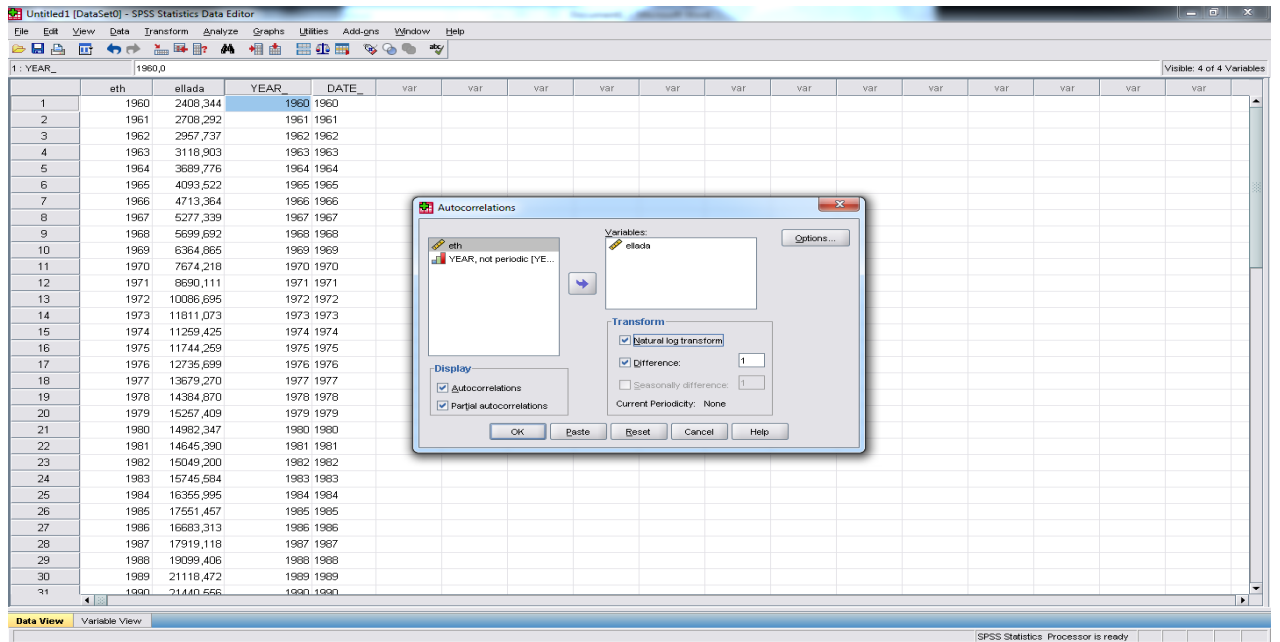 Untitled1 [DataSet0] - SPSS Statistics Data Editor
File Edit View Data Transform Analyze Graphs Utilities Add-ons Window Help
1 : YEAR_ 1960,0 Visible: 4 of 4 Variables
eth ellada YEAR_ DATE_ var var var var var var var var var var var var var
1 1960 2408,344 1960 1960
2 1961 2708,292 1961 1961
3 1962 2957,737 1962 1962
4 1963 3118,903 1963 1963
5 1964 3689,776 1964 1964
6 1965 4093,522 1965 1965
7 1966 4713,364 1966 1966
8 1967 5277,339 1967 1967
9 1968 5699,692 1968 1968
10 1969 6364,865 1969 1969
11 1970 7674,218 1970 1970
12 1971 8690,111 1971 1971
13 1972 10086,695 1972 1972
14 1973 11811,073 1973 1973
15 1974 11259,425 1974 1974
16 1975 11744,259 1975 1975
17 1976 12735,699 1976 1976
18 1977 13679,270 1977 1977
19 1978 14384,870 1978 1978
20 1979 15257,409 1979 1979
21 1980 14982,347 1980 1980
22 1981 14645,390 1981 1981
23 1982 15049,200 1982 1982
24 1983 15745,584 1983 1983
25 1984 16355,995 1984 1984
26 1985 17551,457 1985 1985
27 1986 16683,313 1986 1986
28 1987 17919,118 1987 1987
29 1988 19099,406 1988 1988
30 1989 21118,472 1989 1989
31 1990 21440,556 1990 1990
Autocorrelations
eth
YEAR, not periodic [YE...
Variables:
ellada
Options...
Transform
Natural log transform
Difference: 1
Seasonally difference: 1
Current Periodicity: None
Display
Autocorrelations
Partial autocorrelations
OK Paste Reset Cancel Help
Data View Variable View
SPSS Statistics Processor is ready